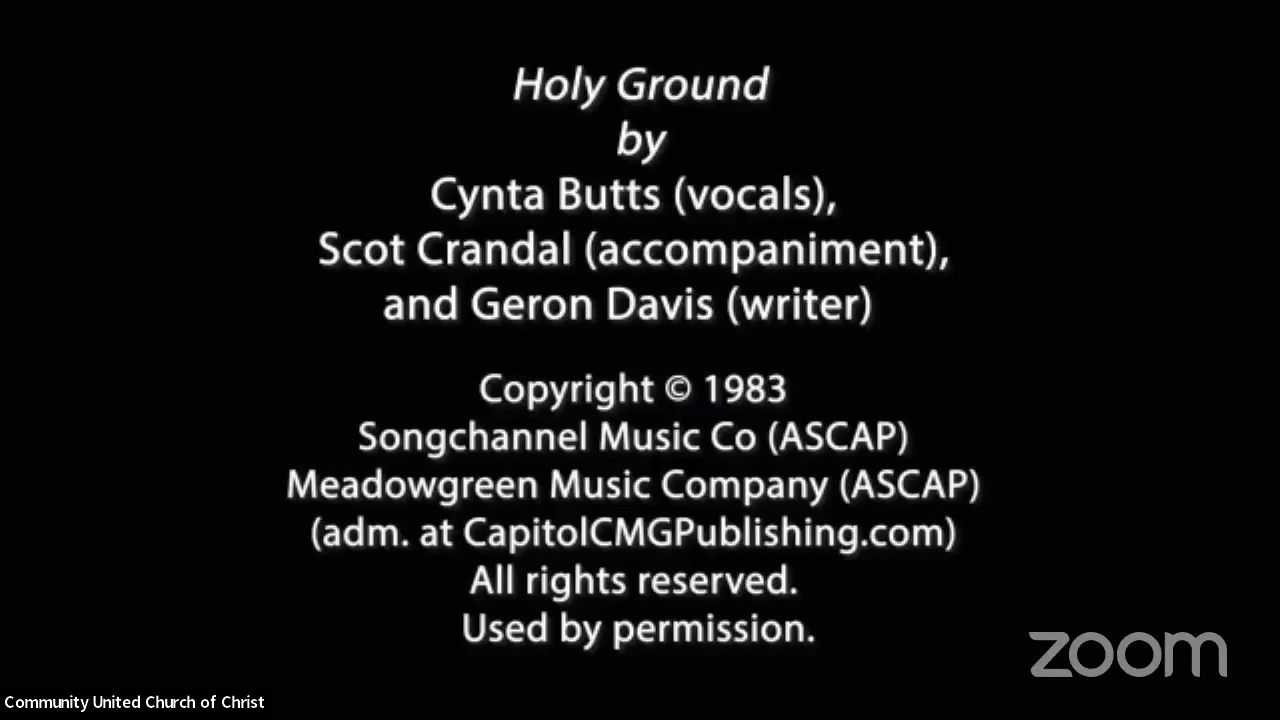 Holy Ground
by
Cynta Butts (vocals),
Scot Crandal (accompaniment),
and Geron Davis (writer)
Copyright © 1983
Songchannel Music Co (ASCAP)
Meadowgreen Music Company (ASCAP)
(adm. at CapitolCMGPublishing.com)
All rights reserved.
Used by permission.
zoom
Community United Church of Christ